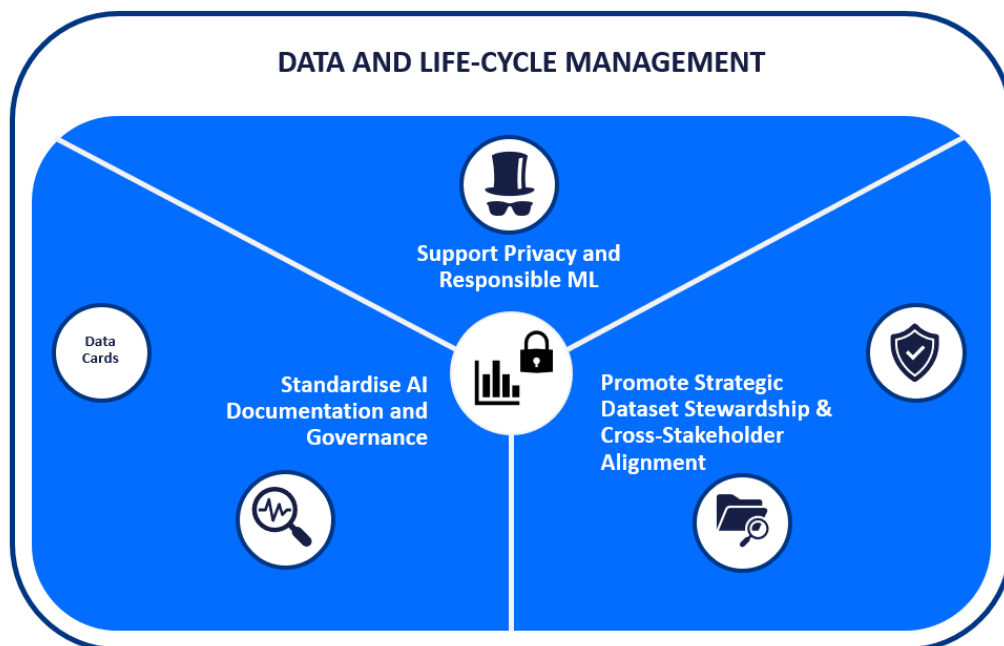 DATA AND LIFE-CYCLE MANAGEMENT
Support Privacy and
Responsible ML
Data
Cards
Standardise AI
Documentation and
Governance
Promote Strategic
Dataset Stewardship &
Cross-Stakeholder
Alignment